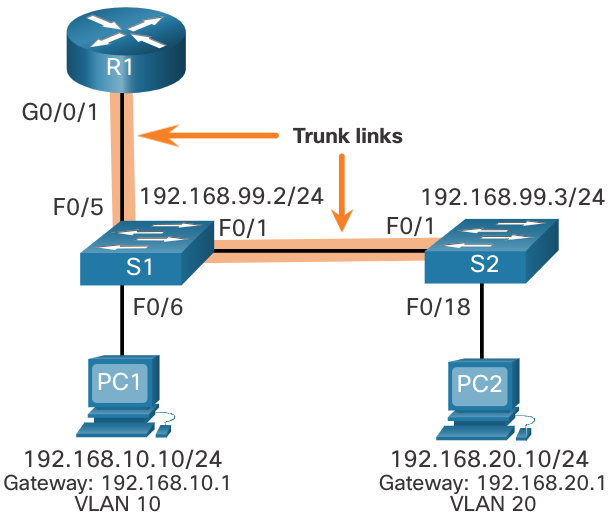 R1
G0/0/1
Trunk links
F0/5
192.168.99.2/24
192.168.99.3/24
F0/1
F0/1
S1
S2
F0/6
F0/18
PC1
PC2
192.168.10.10/24
Gateway: 192.168.10.1
VLAN 10
192.168.20.10/24
Gateway: 192.168.20.1
VLAN 20